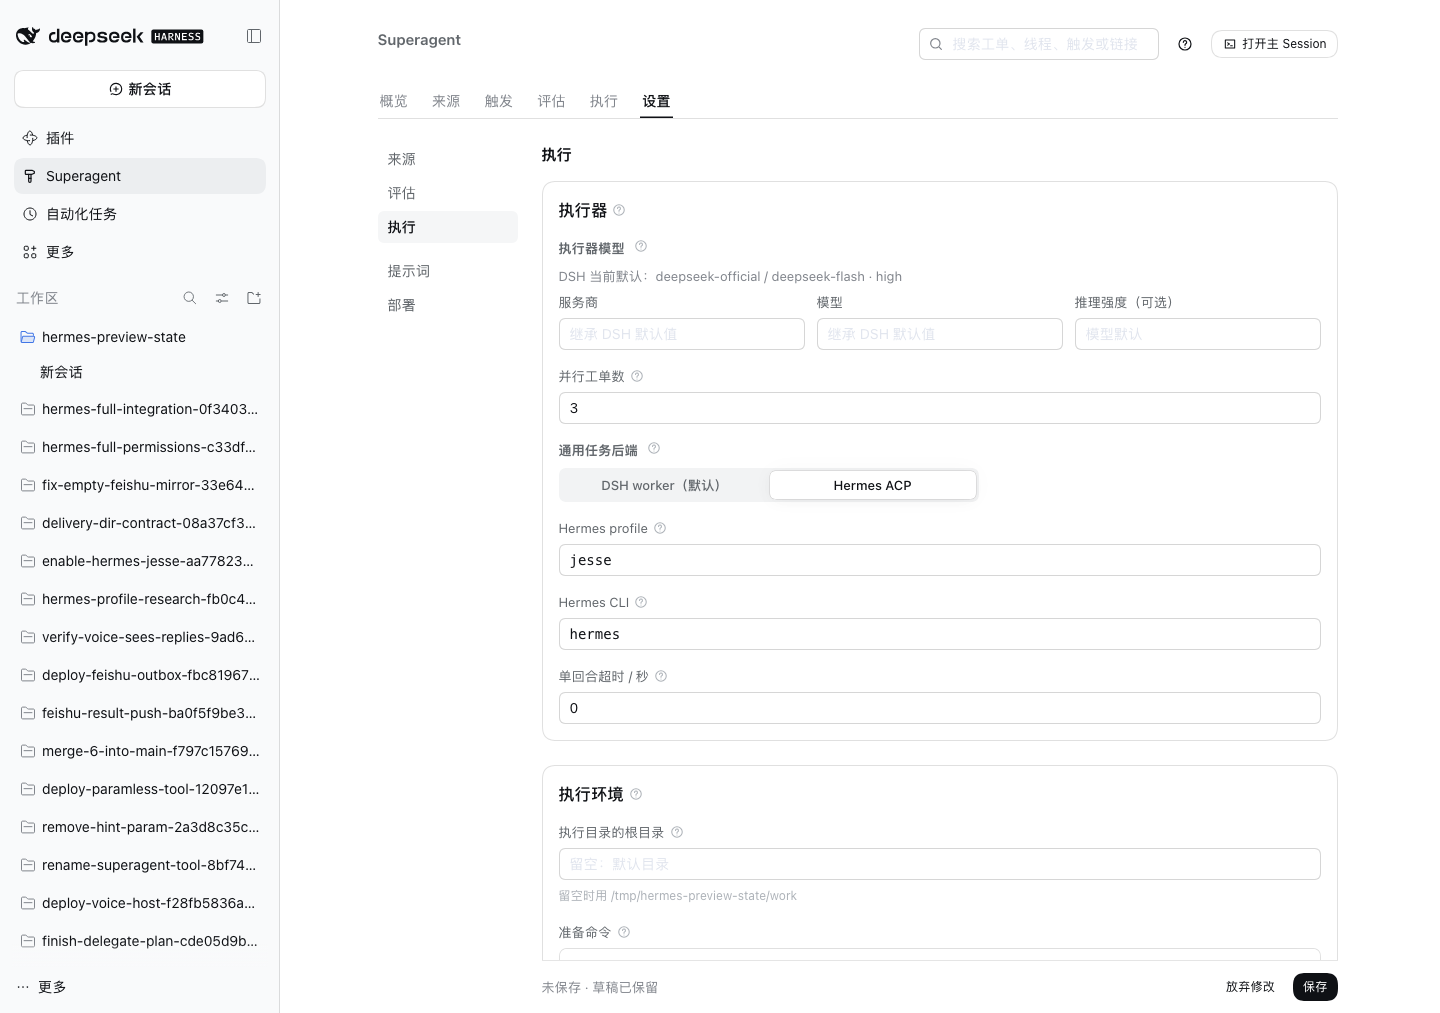 deepseek HARNESS
新会话
插件
Superagent
自动化任务
更多
工作区
hermes-preview-state
新会话
hermes-full-integration-0f3403...
hermes-full-permissions-c33df...
fix-empty-feishu-mirror-33e64...
delivery-dir-contract-08a37cf3...
enable-hermes-jesse-aa77823...
hermes-profile-research-fb0c4...
verify-voice-sees-replies-9ad6...
deploy-feishu-outbox-fbc81967...
feishu-result-push-ba0f5f9be3...
merge-6-into-main-f797c15769...
deploy-paramless-tool-12097e1...
remove-hint-param-2a3d8c35c...
rename-superagent-tool-8bf74...
deploy-voice-host-f28fb5836a...
finish-delegate-plan-cde05d9b...
··· 更多
Superagent
搜索工单、线程、触发或链接
打开主 Session
概览 来源 触发 评估 执行 设置
来源
评估
执行
提示词
部署
执行
执行器
执行器模型
DSH 当前默认：deepseek-official / deepseek-flash · high
服务商 模型 推理强度（可选）
继承 DSH 默认值 继承 DSH 默认值 模型默认
并行工单数
3
通用任务后端
DSH worker（默认） Hermes ACP
Hermes profile
jesse
Hermes CLI
hermes
单回合超时 / 秒
0
执行环境
执行目录的根目录
留空：默认目录
留空时用 /tmp/hermes-preview-state/work
准备命令
未保存 · 草稿已保留
放弃修改 保存